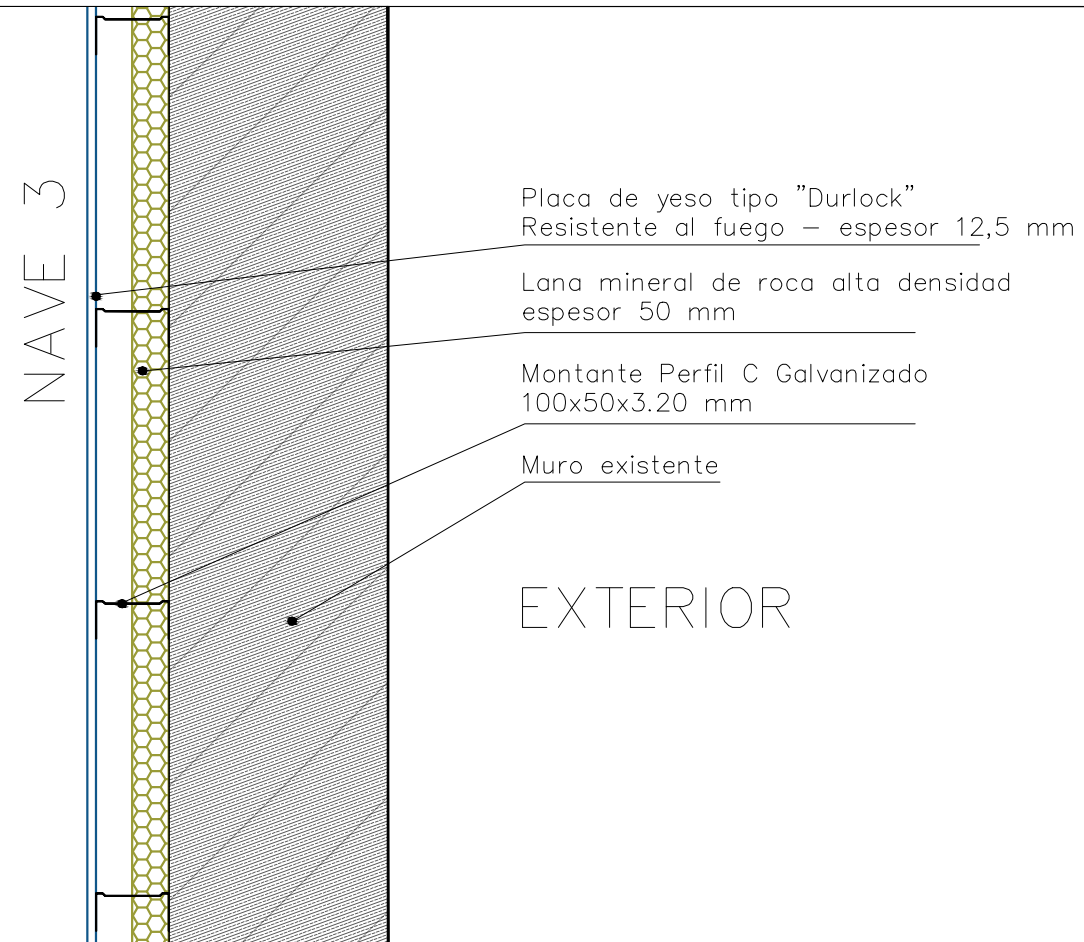 NAVE 3
Placa de yeso tipo "Durlock"
Resistente al fuego – espesor 12,5 mm
Lana mineral de roca alta densidad
espesor 50 mm
Montante Perfil C Galvanizado
100x50x3.20 mm
Muro existente
EXTERIOR